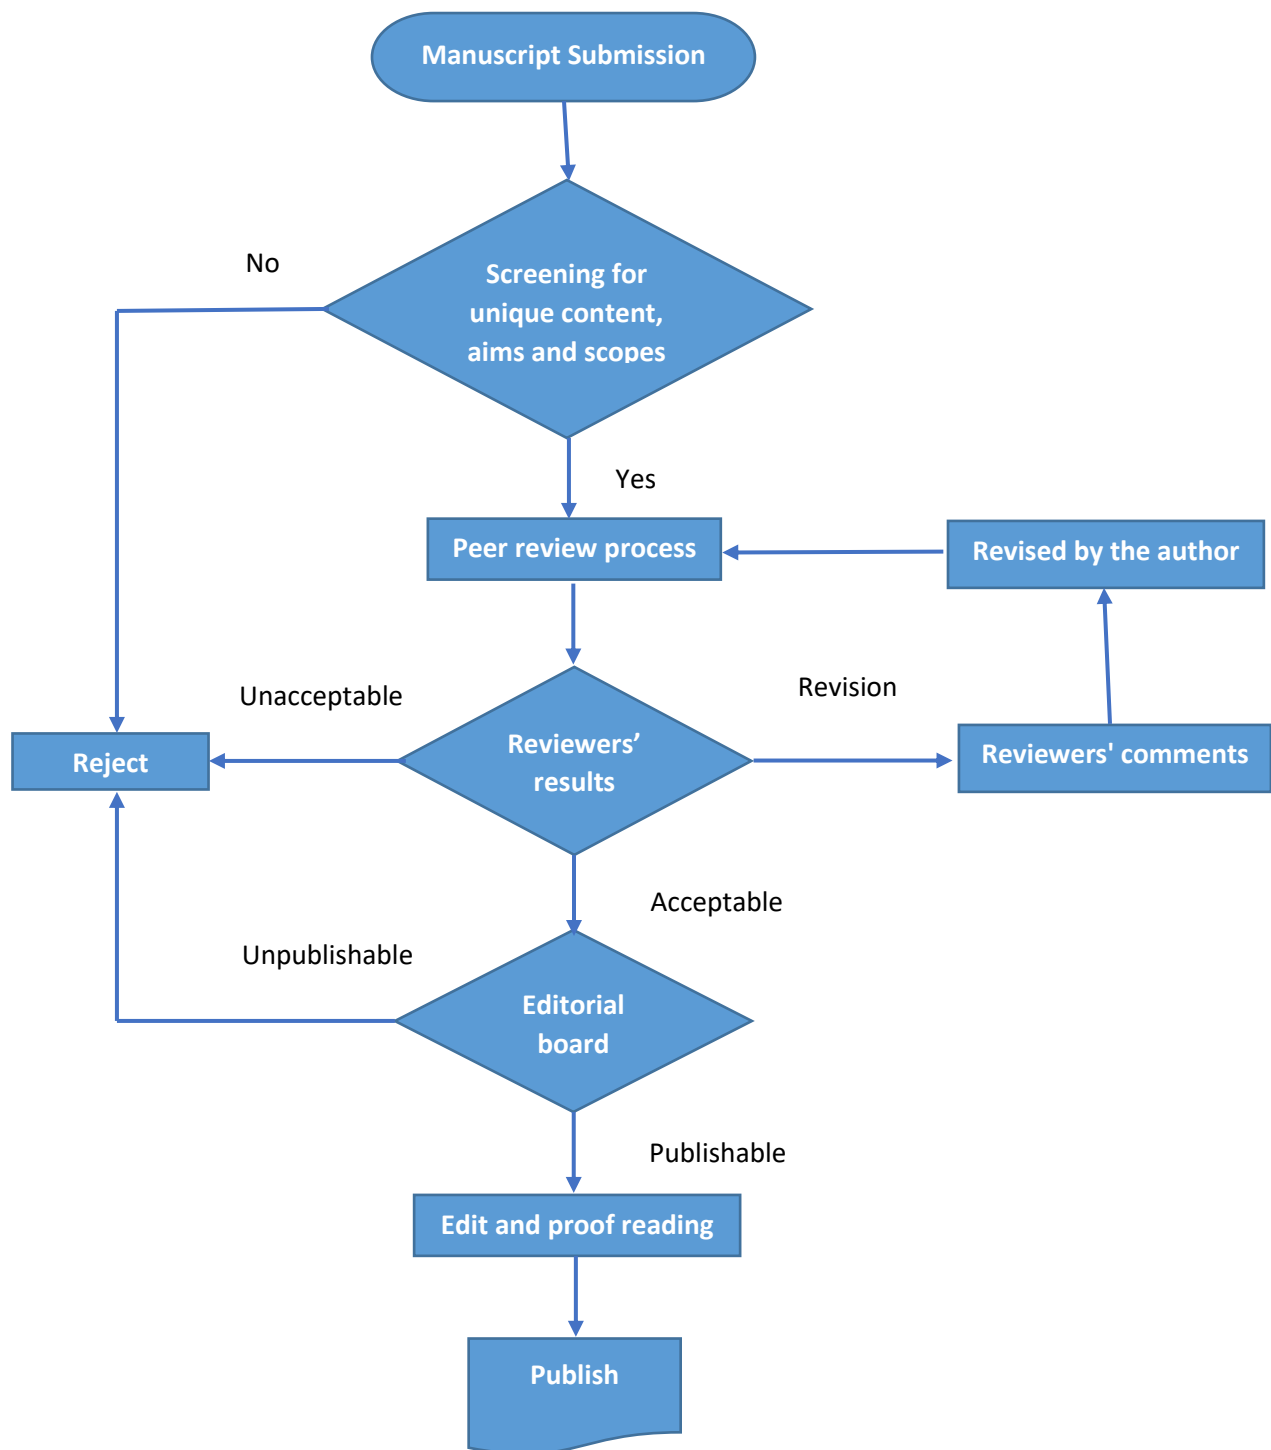 Manuscript Submission
No
Screening for
unique content,
aims and scopes
Yes
Peer review process
Revised by the author
Unacceptable
Revision
Reject
Reviewers’
results
Reviewers' comments
Acceptable
Unpublishable
Editorial
board
Publishable
Edit and proof reading
Publish